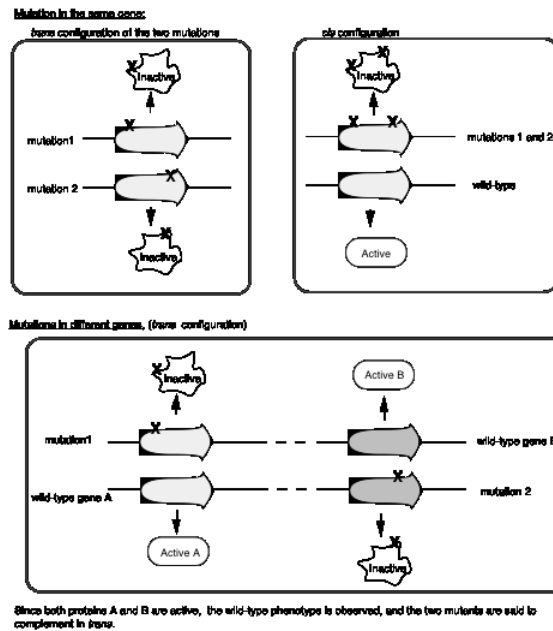 Mutation in the same gene:
trans configuration of the two mutations
cis configuration
Inactive
Inactive
mutation1
mutations 1 and 2
mutation 2
wild-type
Inactive
Active
Mutations in different genes, (trans configuration)
Inactive
Active B
mutation1
wild-type gene B
wild-type gene A
mutation 2
Active A
Inactive
Since both proteins A and B are active, the wild-type phenotype is observed, and the two mutants are said to
complement in trans.